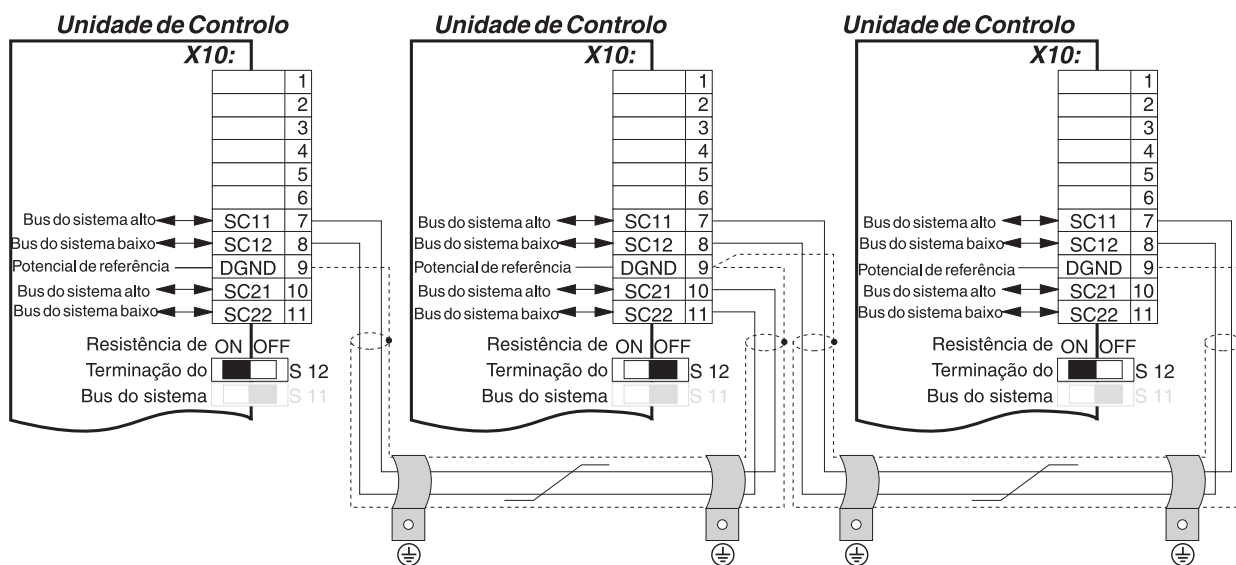 Unidade de Controlo
X10:
1
2
3
4
5
6
Bus do sistema alto SC11 7
Bus do sistema baixo SC12 8
Potencial de referência DGND 9
Bus do sistema alto SC21 10
Bus do sistema baixo SC22 11
Resistência de ON OFF
Terminação do S 12
Bus do sistema S 11
Unidade de Controlo
X10:
1
2
3
4
5
6
Bus do sistema alto SC11 7
Bus do sistema baixo SC12 8
Potencial de referência DGND 9
Bus do sistema alto SC21 10
Bus do sistema baixo SC22 11
Resistência de ON OFF
Terminação do S 12
Bus do sistema S 11
Unidade de Controlo
X10:
1
2
3
4
5
6
Bus do sistema alto SC11 7
Bus do sistema baixo SC12 8
Potencial de referência DGND 9
Bus do sistema alto SC21 10
Bus do sistema baixo SC22 11
Resistência de ON OFF
Terminação do S 12
Bus do sistema S 11